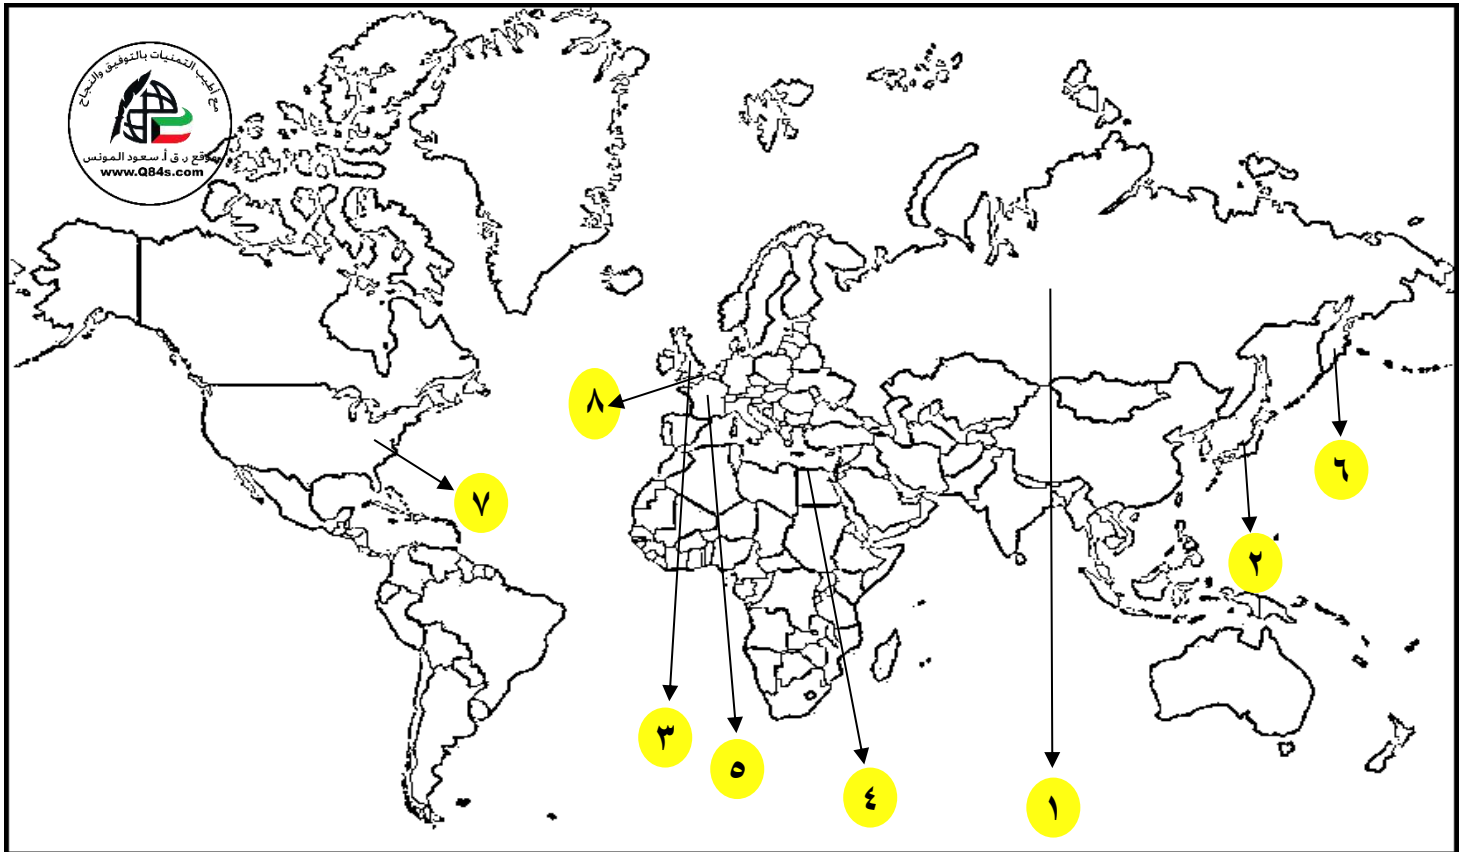 مع أطيب التمنيات بالتوفيق والنجاح
موقع ر.ق أ. سعود المونس
www.Q84s.com
٨
٧
٦
٢
٣
٥
٤
١